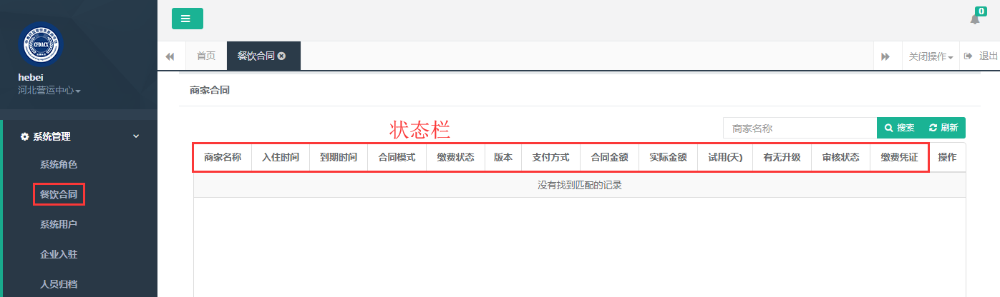 0
首页
餐饮合同
关闭操作
退出
CFDACX
hebei
河北营运中心
系统管理
系统角色
餐饮合同
系统用户
企业入驻
人员归档
商家合同
状态栏
商家名称 搜索 刷新
商家名称 入住时间 到期时间 合同模式 缴费状态 版本 支付方式 合同金额 实际金额 试用(天) 有无升级 审核状态 缴费凭证 操作
没有找到匹配的记录